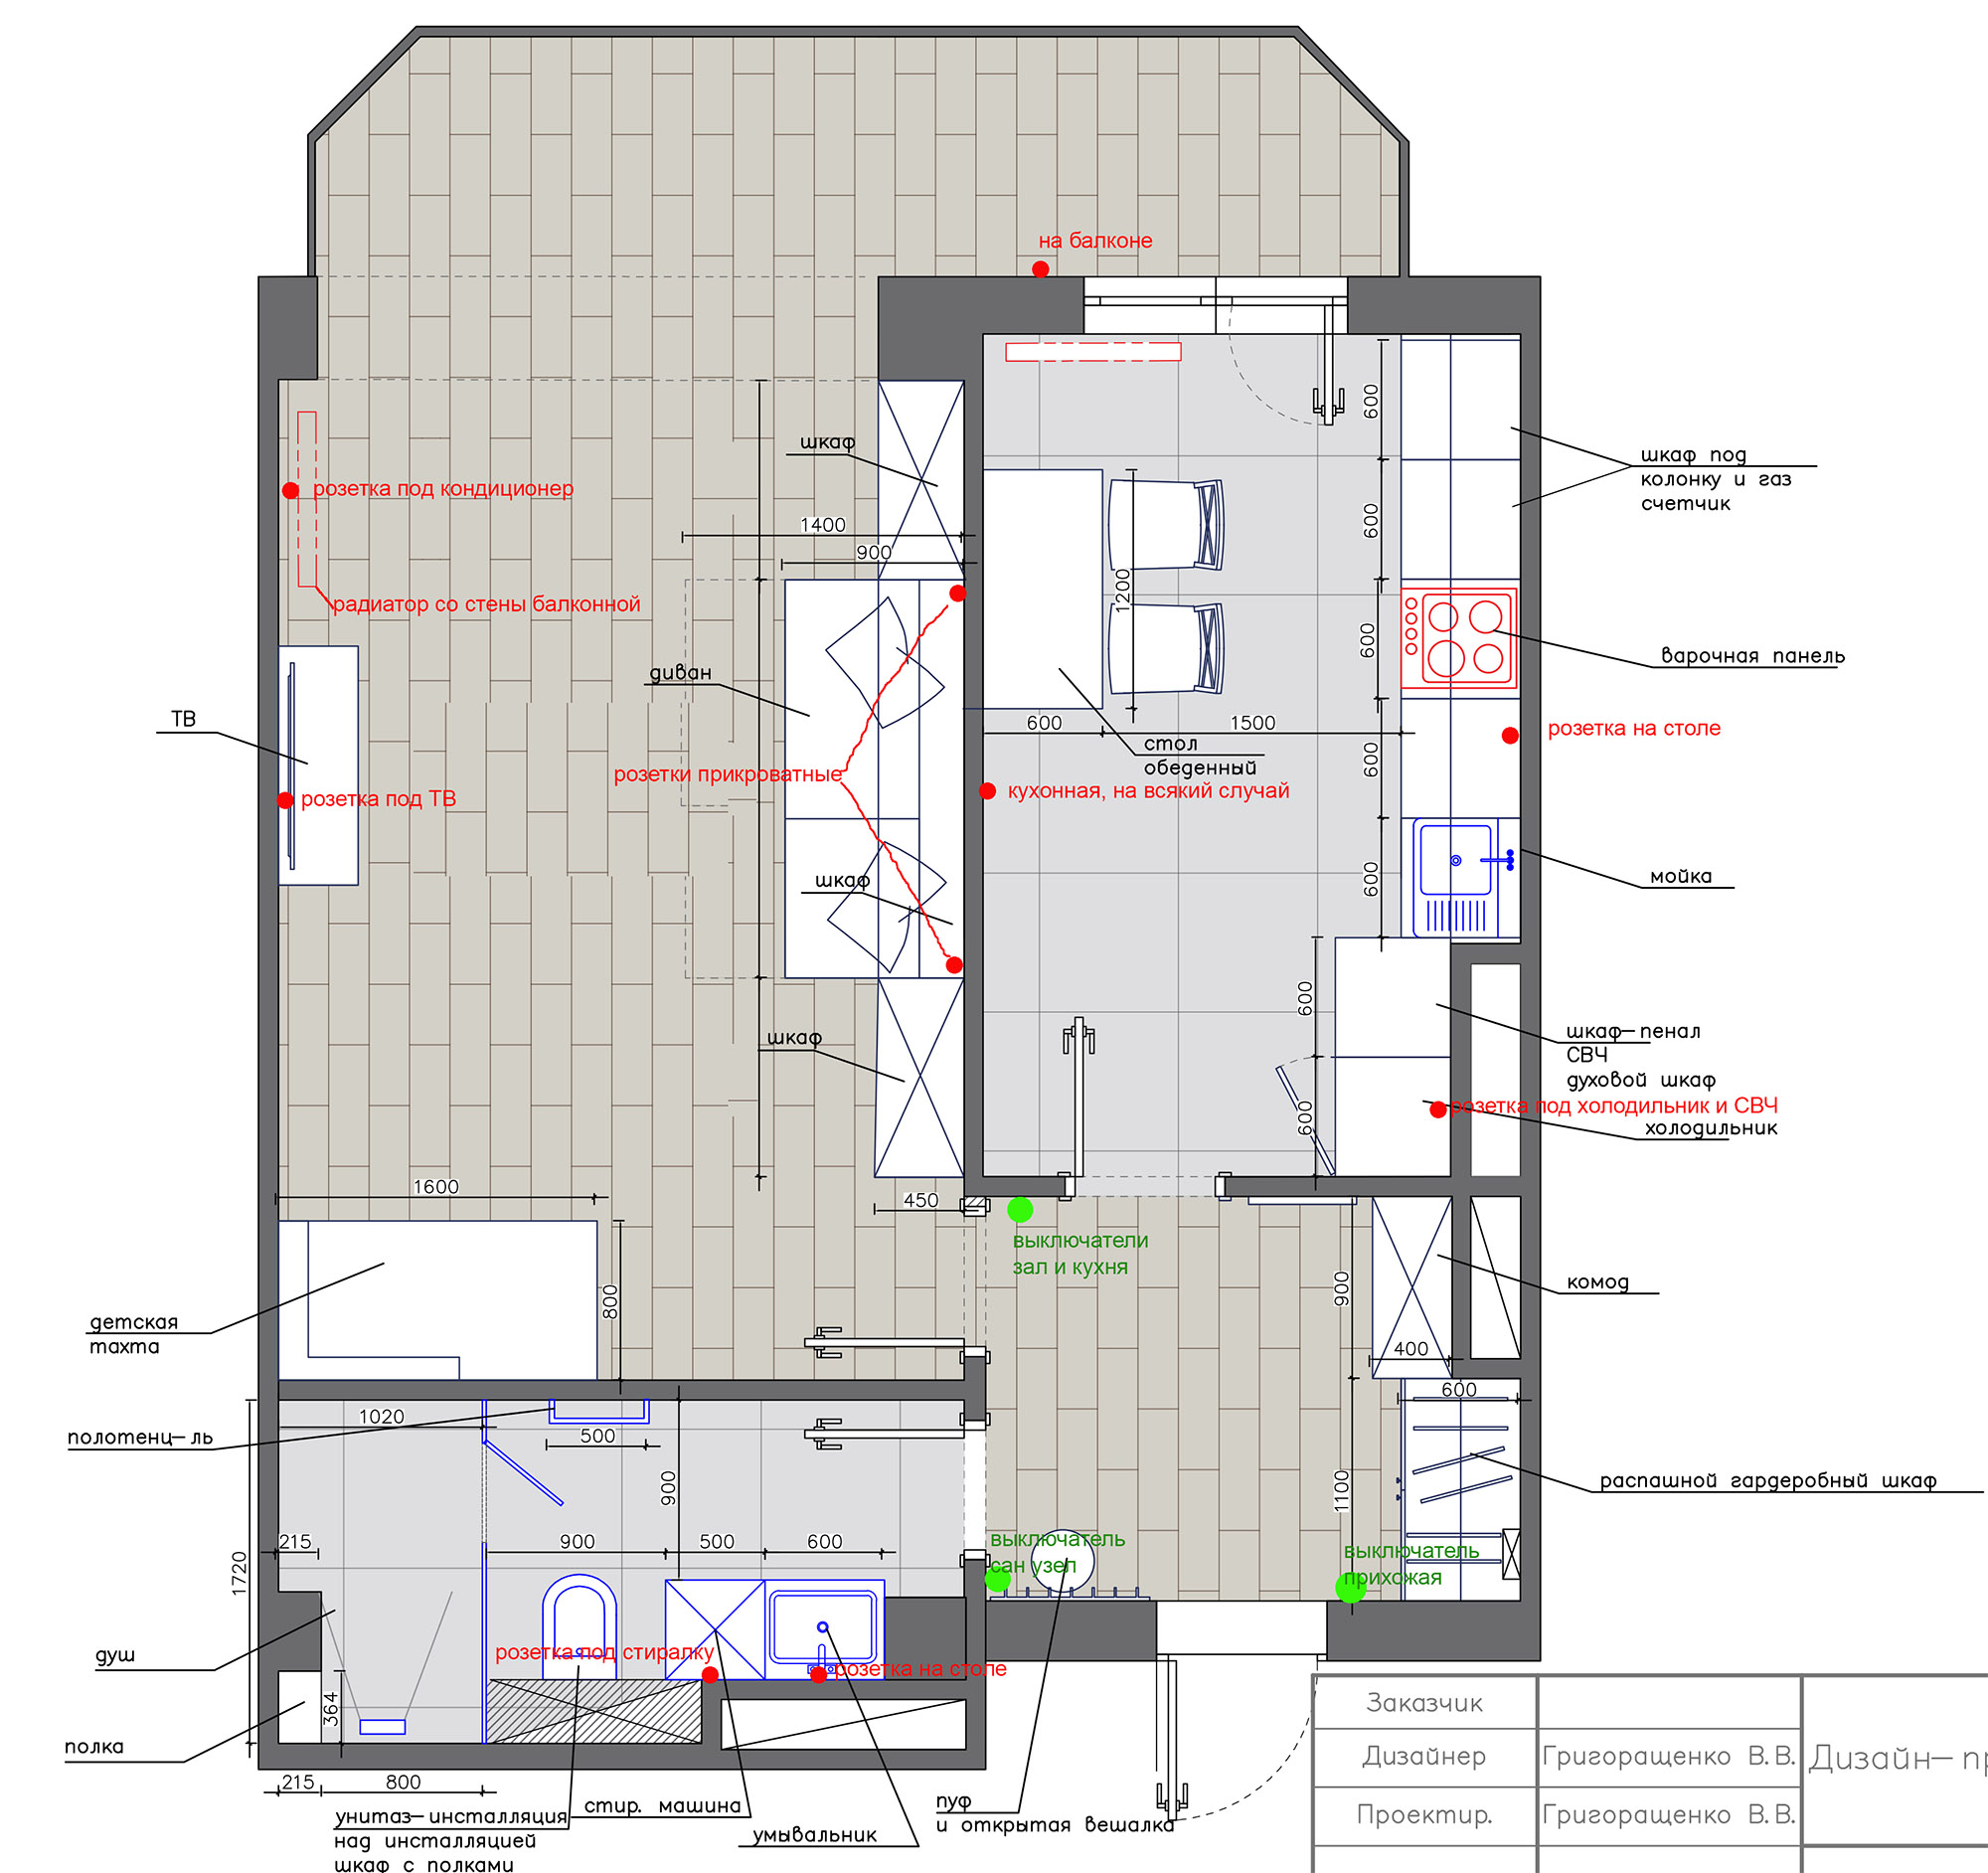 на балконе
600
шкаф
шкаф под
колонку и газ
счетчик
розетка под кондиционер
1400
600
900
1200
радиатор со стены балконной
600
варочная панель
диван
ТВ
600
1500
розетка на столе
стол
обеденный
розетки прикроватные
600
розетка под ТВ
кухонная, на всякий случай
шкаф
600
мойка
600
шкаф
шкаф-пенал
СВЧ
духовой шкаф
розетка под холодильник и СВЧ
600
холодильник
1600
450
выключатели
зал и кухня
900
комод
800
детская
тахта
400
600
1020
полотенц-ль
500
900
1100
распашной гардеробный шкаф
215
900
500
600
выключатель
сан узел
выключатель
прихожая
1720
душ
розетка под стиралку
розетка на столе
364
полка
215
800
унитаз-инсталляция
над инсталляцией
шкаф с полками
стир. машина
умывальник
пуф
и открытая вешалка
Заказчик
Дизайнер
Григоращенко В.В.
Дизайн-
Проектир.
Григоращенко В.В.